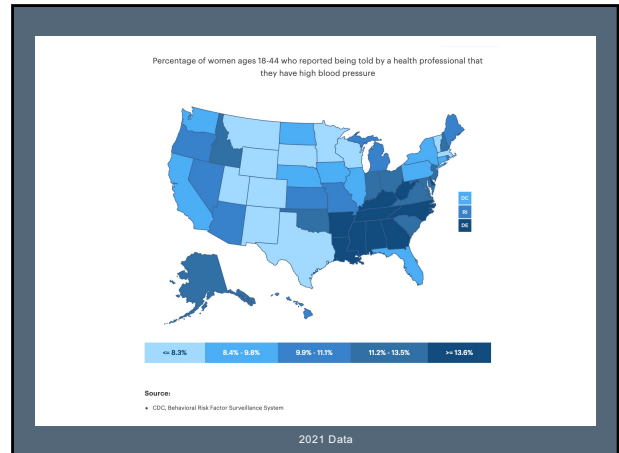 Percentage of women ages 18-44 who reported being told by a health professional that
they have high blood pressure
DC
RI
DE
<= 8.3%
8.4% - 9.8%
9.9% - 11.1%
11.2% - 13.5%
>= 13.6%
Source:
• CDC, Behavioral Risk Factor Surveillance System
2021 Data